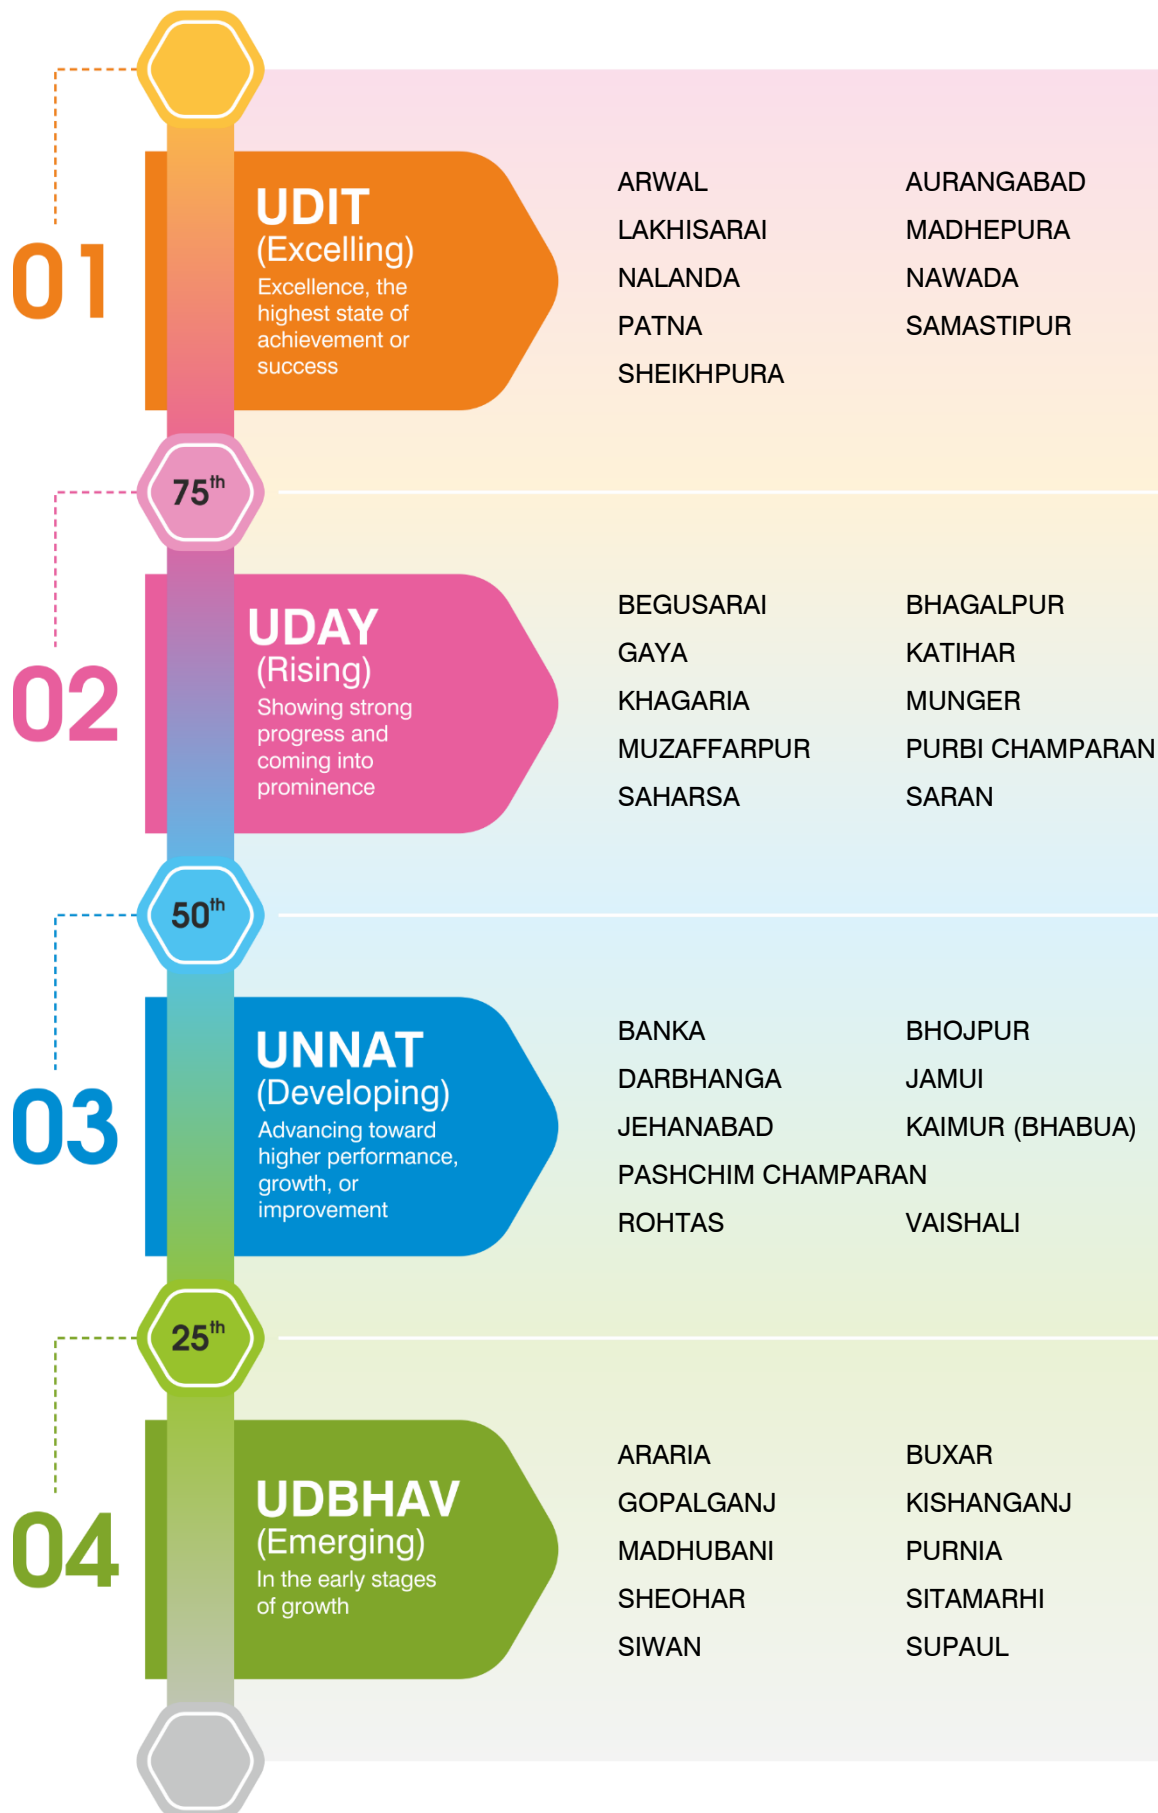 01
UDIT
(Excelling)
Excellence, the
highest state of
achievement or
success
ARWAL AURANGABAD
LAKHISARAI MADHEPURA
NALANDA NAWADA
PATNA SAMASTIPUR
SHEIKHPURA
75th
02
UDAY
(Rising)
Showing strong
progress and
coming into
prominence
BEGUSARAI BHAGALPUR
GAYA KATIHAR
KHAGARIA MUNGER
MUZAFFARPUR PURBI CHAMPARAN
SAHARSA SARAN
50th
03
UNNAT
(Developing)
Advancing toward
higher performance,
growth, or
improvement
BANKA BHOJPUR
DARBHANGA JAMUI
JEHANABAD KAIMUR (BHABUA)
PASHCHIM CHAMPARAN
ROHTAS VAISHALI
25th
04
UDBHAV
(Emerging)
In the early stages
of growth
ARARIA BUXAR
GOPALGANJ KISHANGANJ
MADHUBANI PURNIA
SHEOHAR SITAMARHI
SIWAN SUPAUL